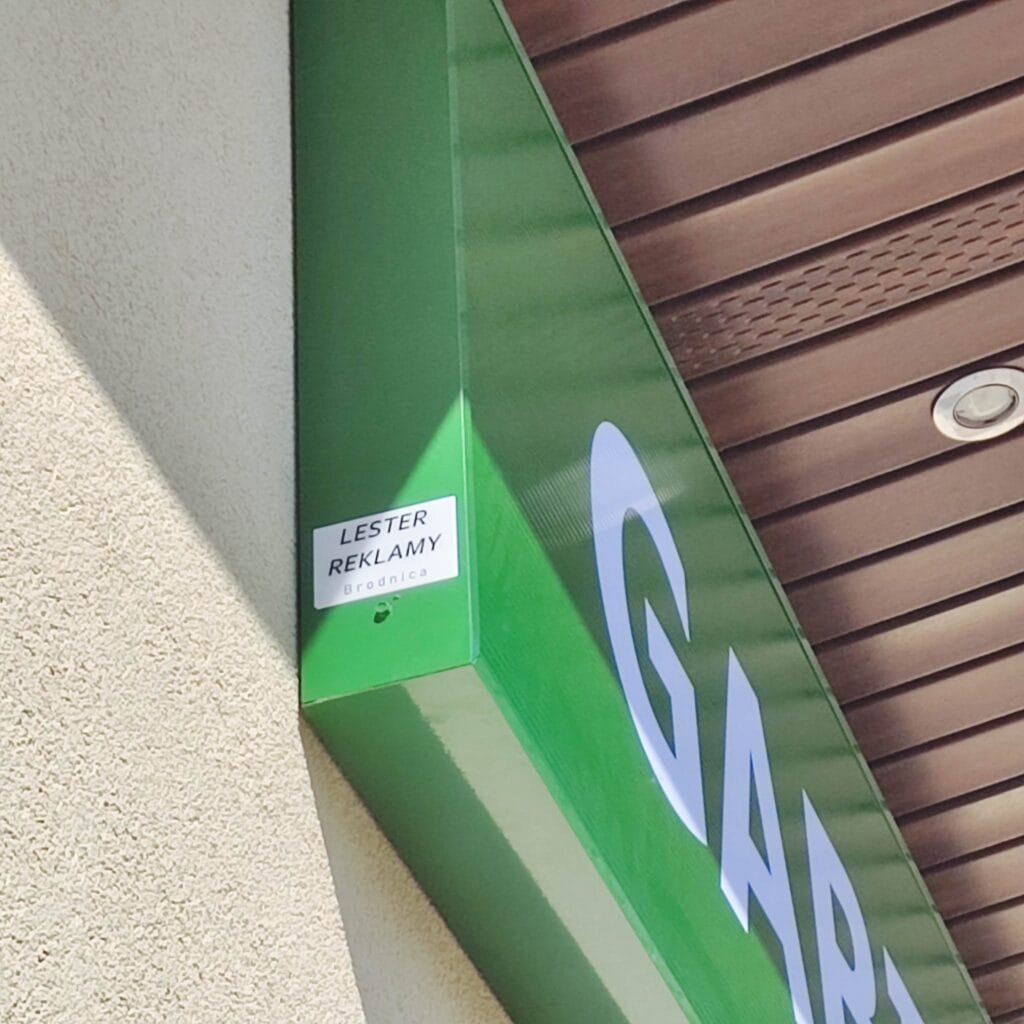 LESTER
REKLAMY
Brodnica
GAR